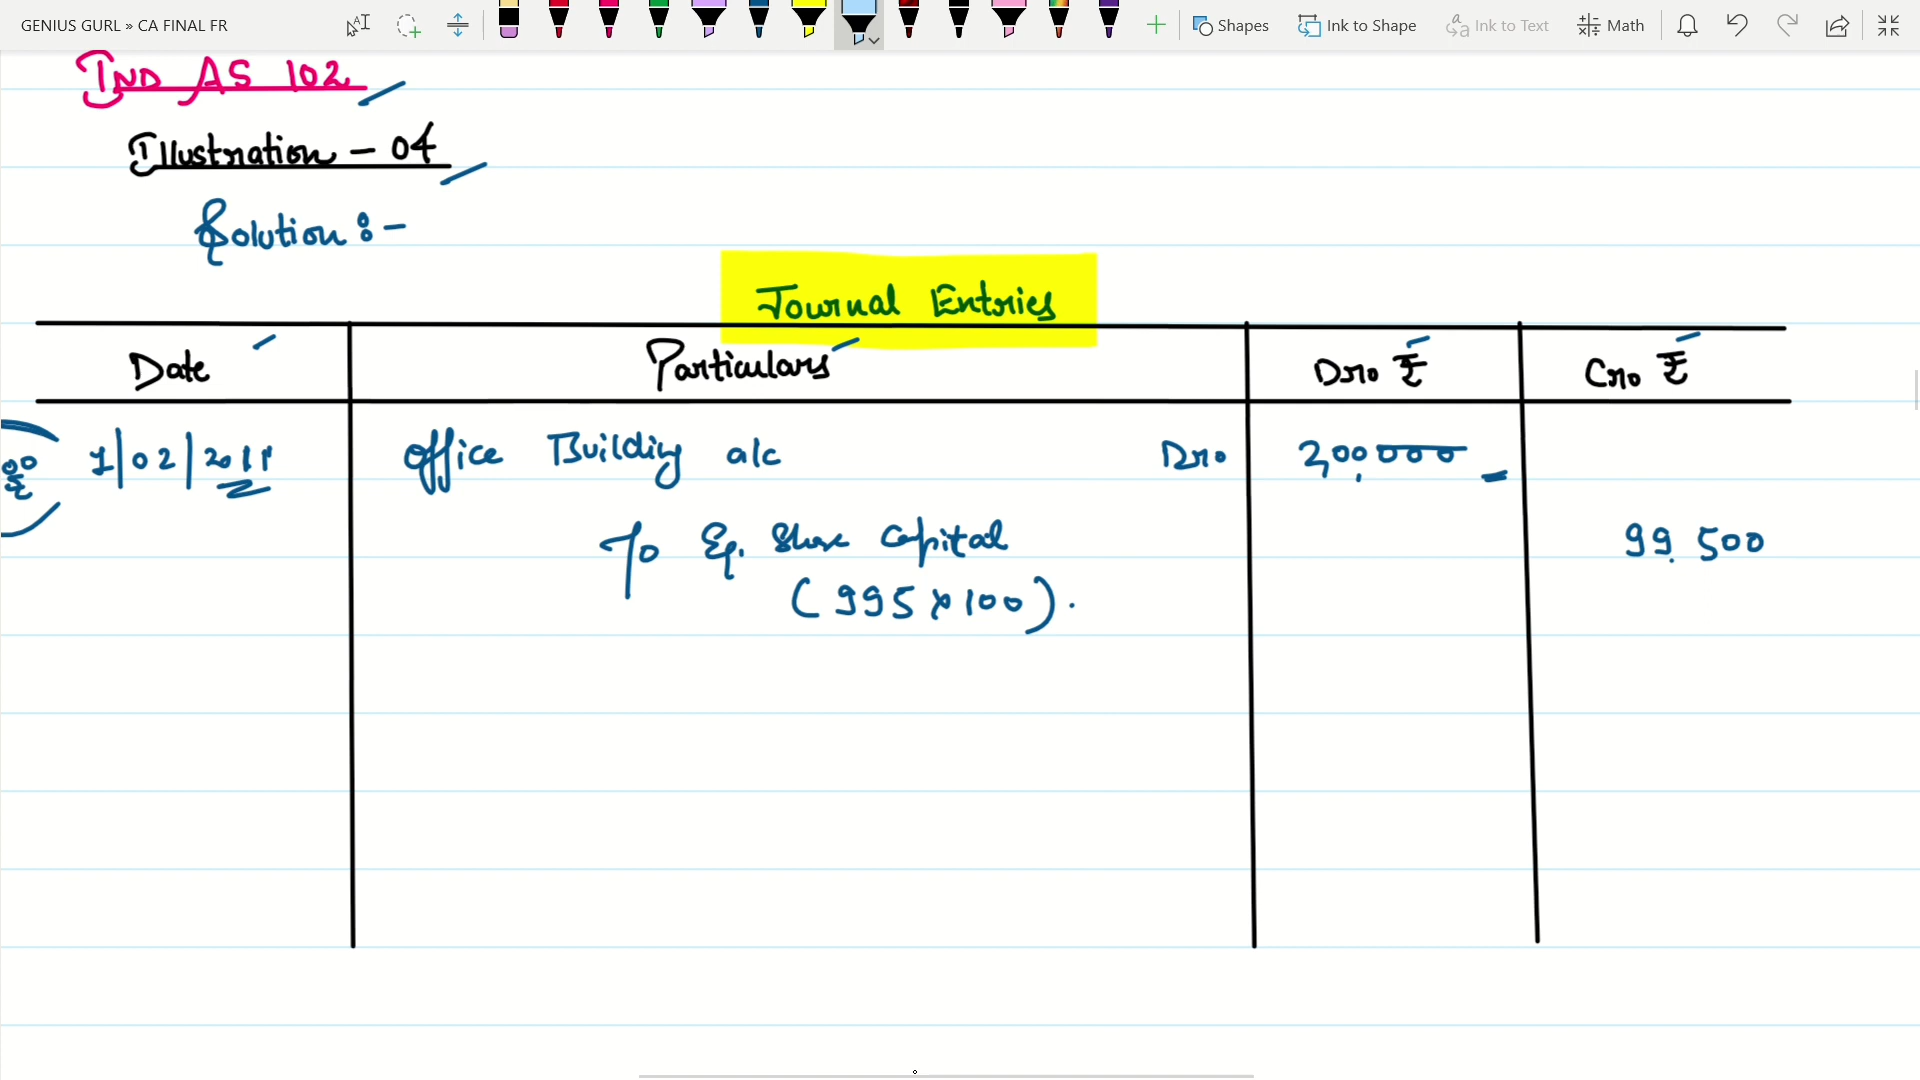 GENIUS GURL » CA FINAL FR Shapes Ink to Shape Ink to Text Math
IND AS 102
Illustration - 04
Solution :-
Journal Entries
Date Particulars Dr. ₹ Cr. ₹
1/02/2011 Office Building a/c Dr. 2,00,000
To Eq. Share Capital 99,500
(995 × 100).